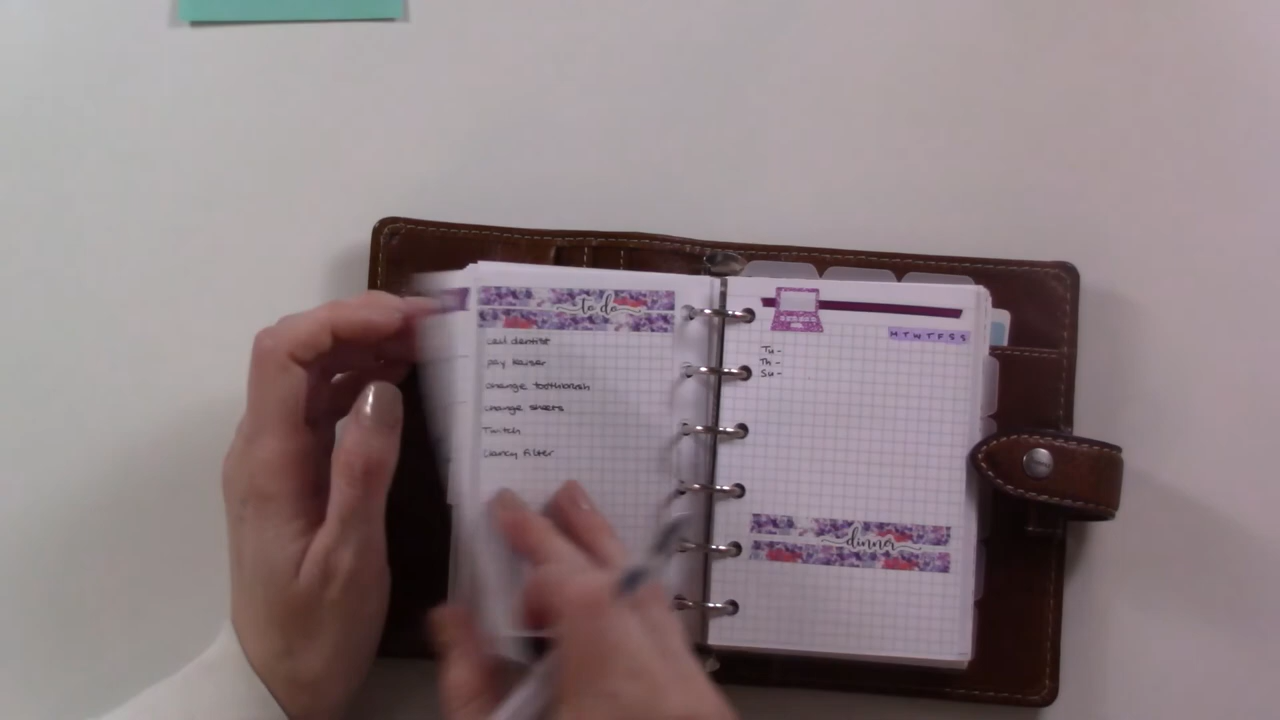 to do
call dentist
pay kaiser
change toothbrush
change sheets
Twitch
Clancy filter
M T W T F S S
Tu -
Th -
Su -
dinner